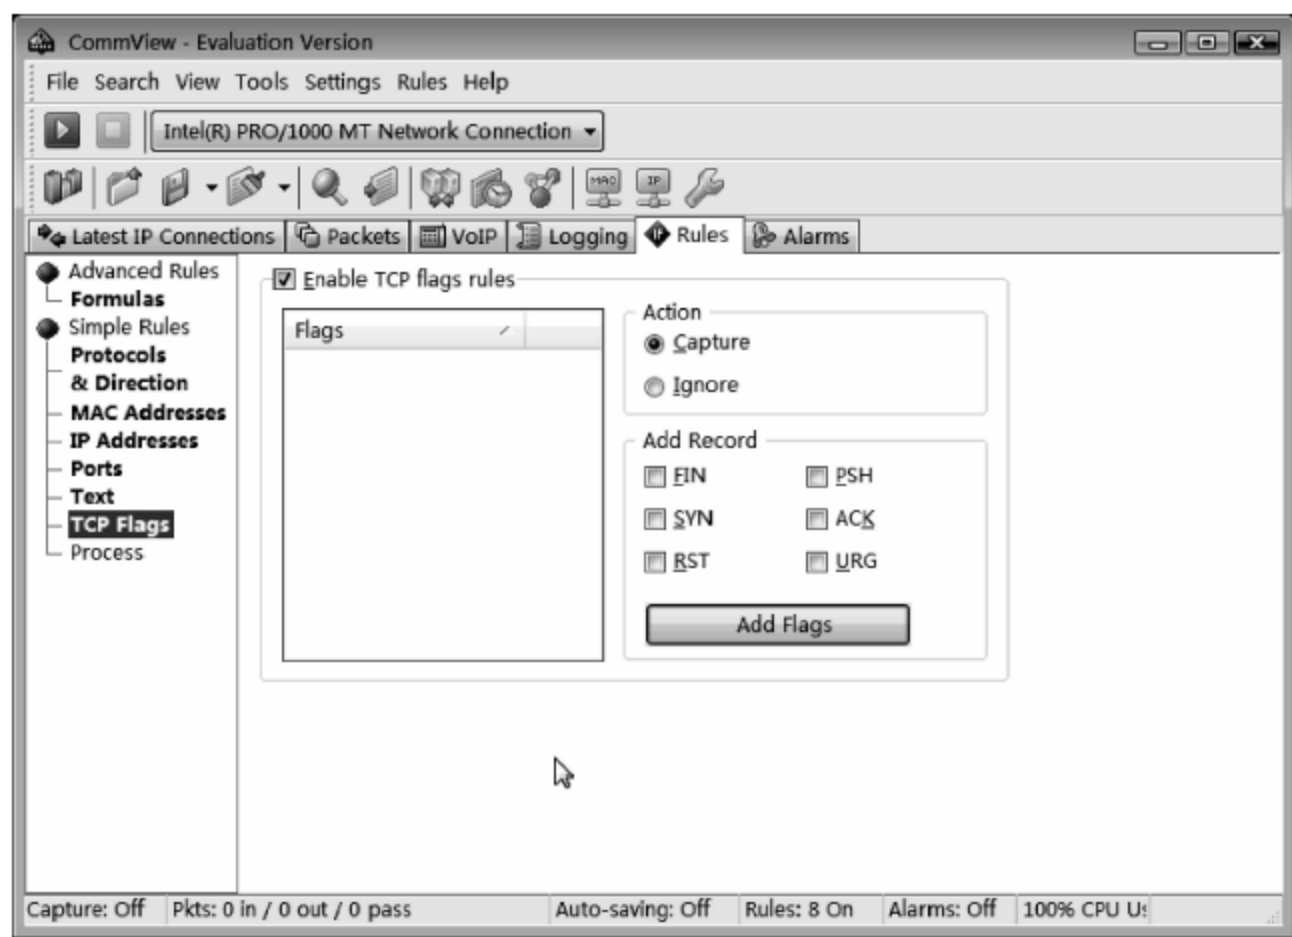 CommView - Evaluation Version
File Search View Tools Settings Rules Help
Intel(R) PRO/1000 MT Network Connection
MAC IP
Latest IP Connections Packets VoIP Logging Rules Alarms
Advanced Rules
Formulas
Simple Rules
Protocols
& Direction
MAC Addresses
IP Addresses
Ports
Text
TCP Flags
Process
Enable TCP flags rules
Flags
Action
Capture
Ignore
Add Record
FIN PSH
SYN ACK
RST URG
Add Flags
Capture: Off Pkts: 0 in / 0 out / 0 pass Auto-saving: Off Rules: 8 On Alarms: Off 100% CPU